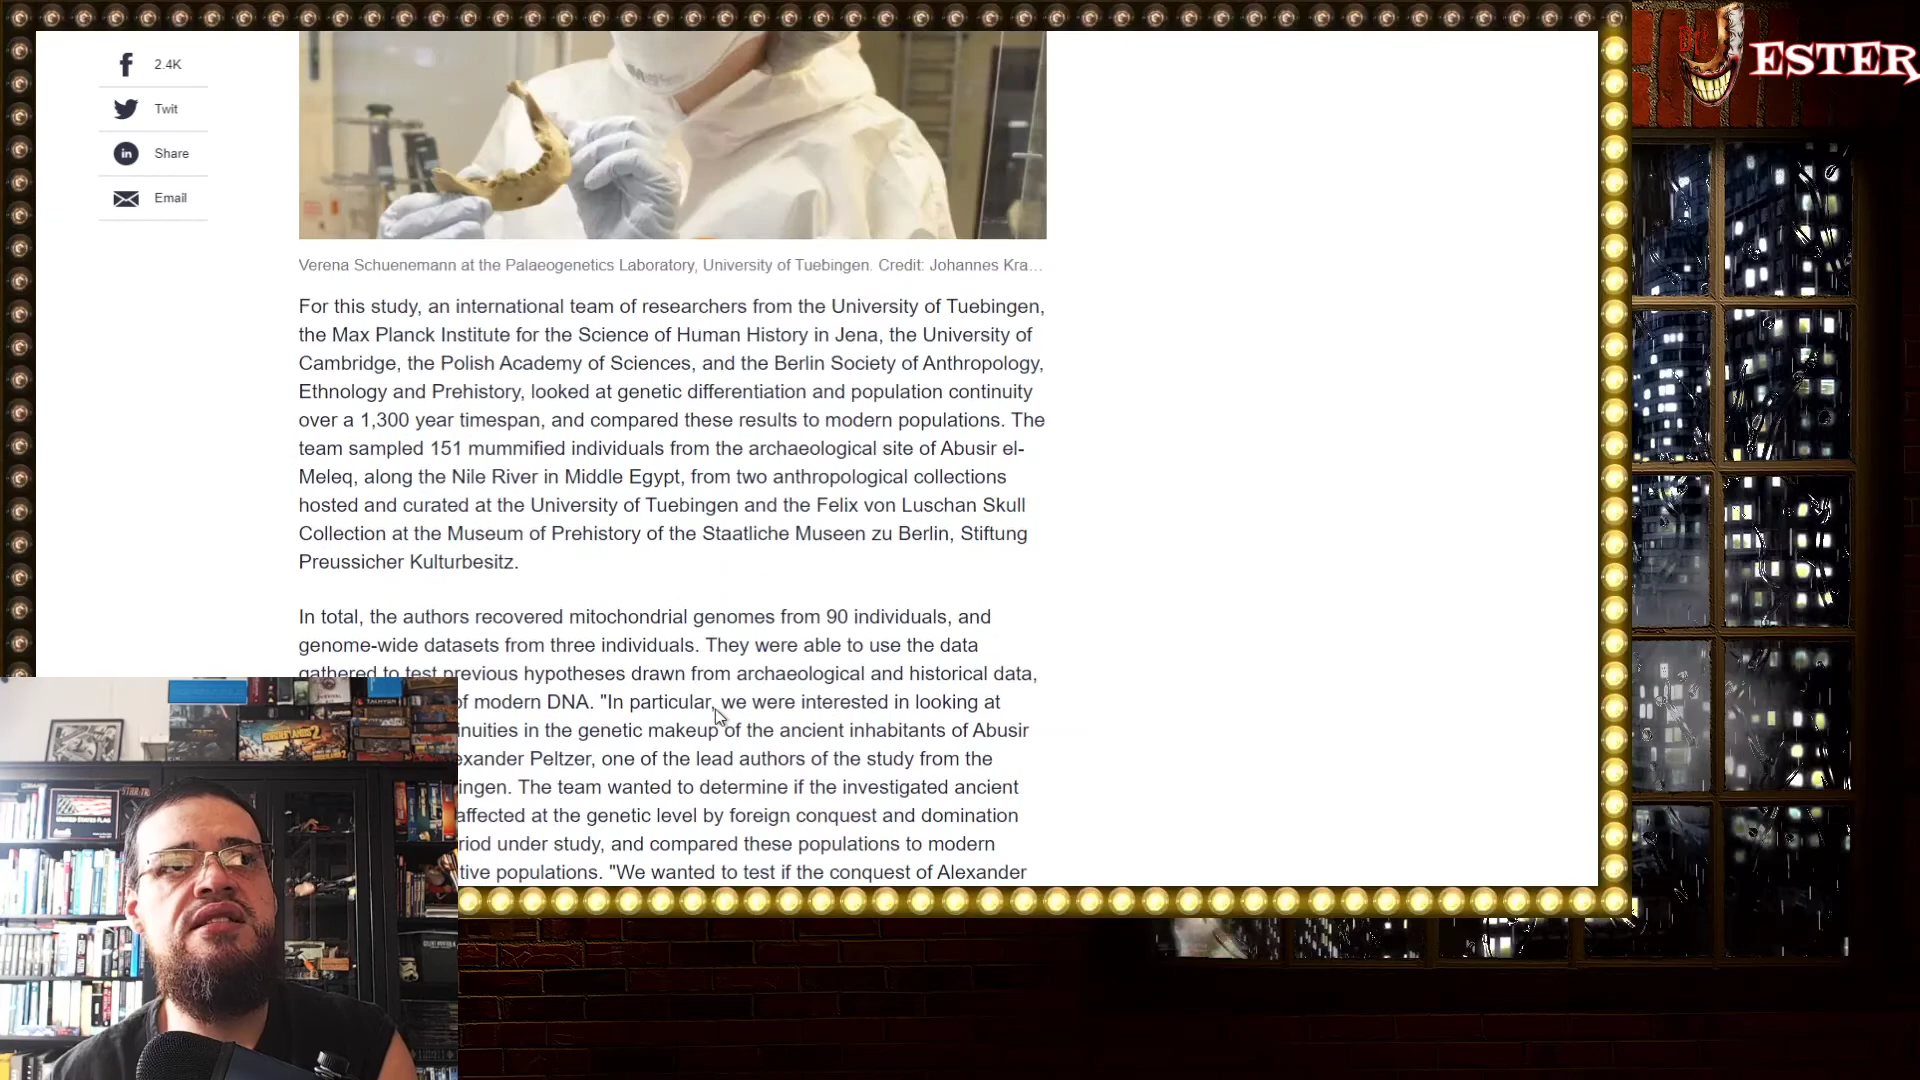 ESTER
2.4K
Twit
Share
Email
Verena Schuenemann at the Palaeogenetics Laboratory, University of Tuebingen. Credit: Johannes Kra...
For this study, an international team of researchers from the University of Tuebingen,
the Max Planck Institute for the Science of Human History in Jena, the University of
Cambridge, the Polish Academy of Sciences, and the Berlin Society of Anthropology,
Ethnology and Prehistory, looked at genetic differentiation and population continuity
over a 1,300 year timespan, and compared these results to modern populations. The
team sampled 151 mummified individuals from the archaeological site of Abusir el-
Meleq, along the Nile River in Middle Egypt, from two anthropological collections
hosted and curated at the University of Tuebingen and the Felix von Luschan Skull
Collection at the Museum of Prehistory of the Staatliche Museen zu Berlin, Stiftung
Preussicher Kulturbesitz.
In total, the authors recovered mitochondrial genomes from 90 individuals, and
genome-wide datasets from three individuals. They were able to use the data
gathered to test previous hypotheses drawn from archaeological and historical data,
of modern DNA. "In particular, we were interested in looking at
nuities in the genetic makeup of the ancient inhabitants of Abusir
exander Peltzer, one of the lead authors of the study from the
ingen. The team wanted to determine if the investigated ancient
affected at the genetic level by foreign conquest and domination
riod under study, and compared these populations to modern
tive populations. "We wanted to test if the conquest of Alexander
BORDERLANDS 2
UNITED STATES FLAG